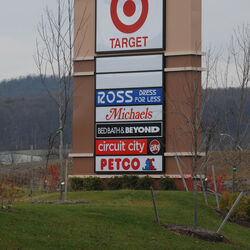 TARGET
ROSS DRESS FOR LESS
Michaels
BED BATH & BEYOND
circuit city
PETCO